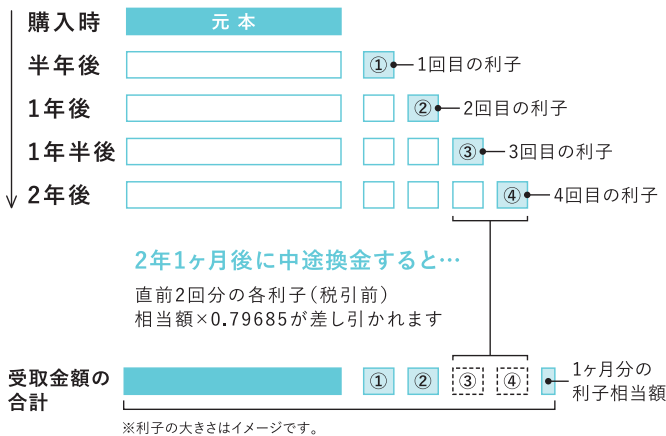 購入時
元本
半年後
① 1回目の利子
1年後
② 2回目の利子
1年半後
③ 3回目の利子
2年後
④ 4回目の利子
2年1ヶ月後に中途換金すると…
直前2回分の各利子（税引前）
相当額×0.79685が差し引かれます
受取金額の
合計
① ② ③ ④
1ヶ月分の
利子相当額
※利子の大きさはイメージです。